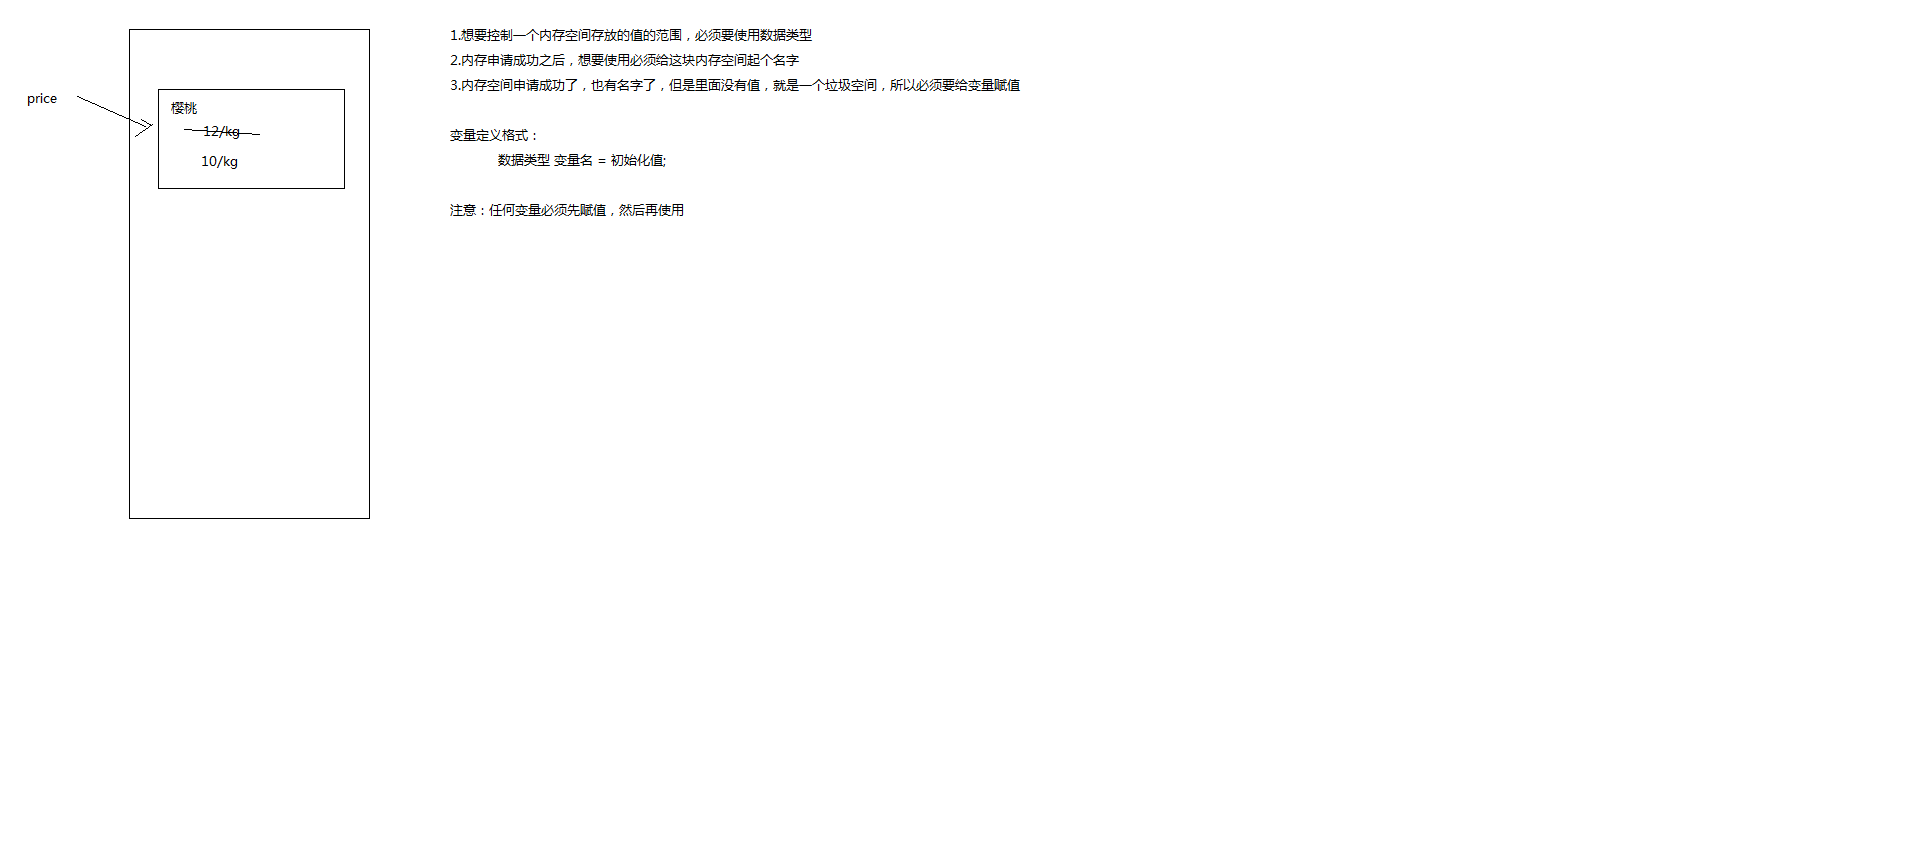 price
樱桃
12/kg
10/kg
1.想要控制一个内存空间存放的值的范围，必须要使用数据类型
2.内存申请成功之后，想要使用必须给这块内存空间起个名字
3.内存空间申请成功了，也有名字了，但是里面没有值，就是一个垃圾空间，所以必须要给变量赋值
变量定义格式：
数据类型 变量名 = 初始化值;
注意：任何变量必须先赋值，然后再使用